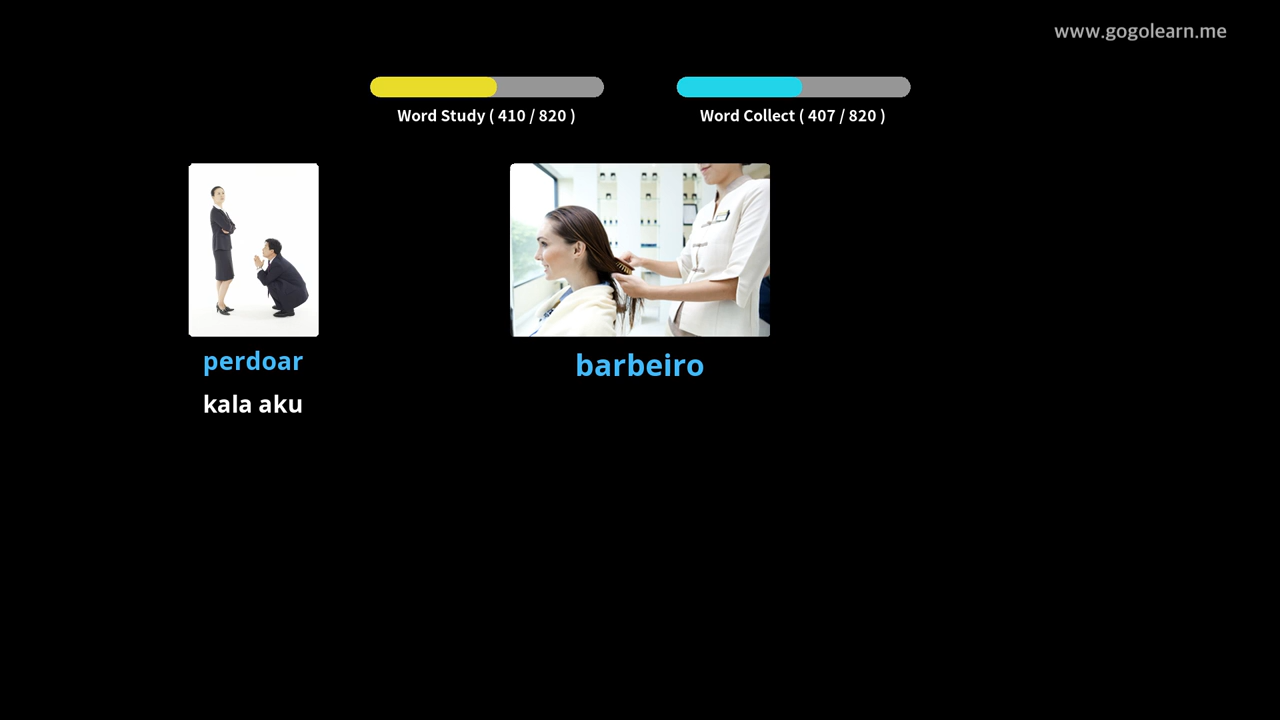 www.gogolearn.me
Word Study ( 410 / 820 )
Word Collect ( 407 / 820 )
perdoar
kala aku
barbeiro